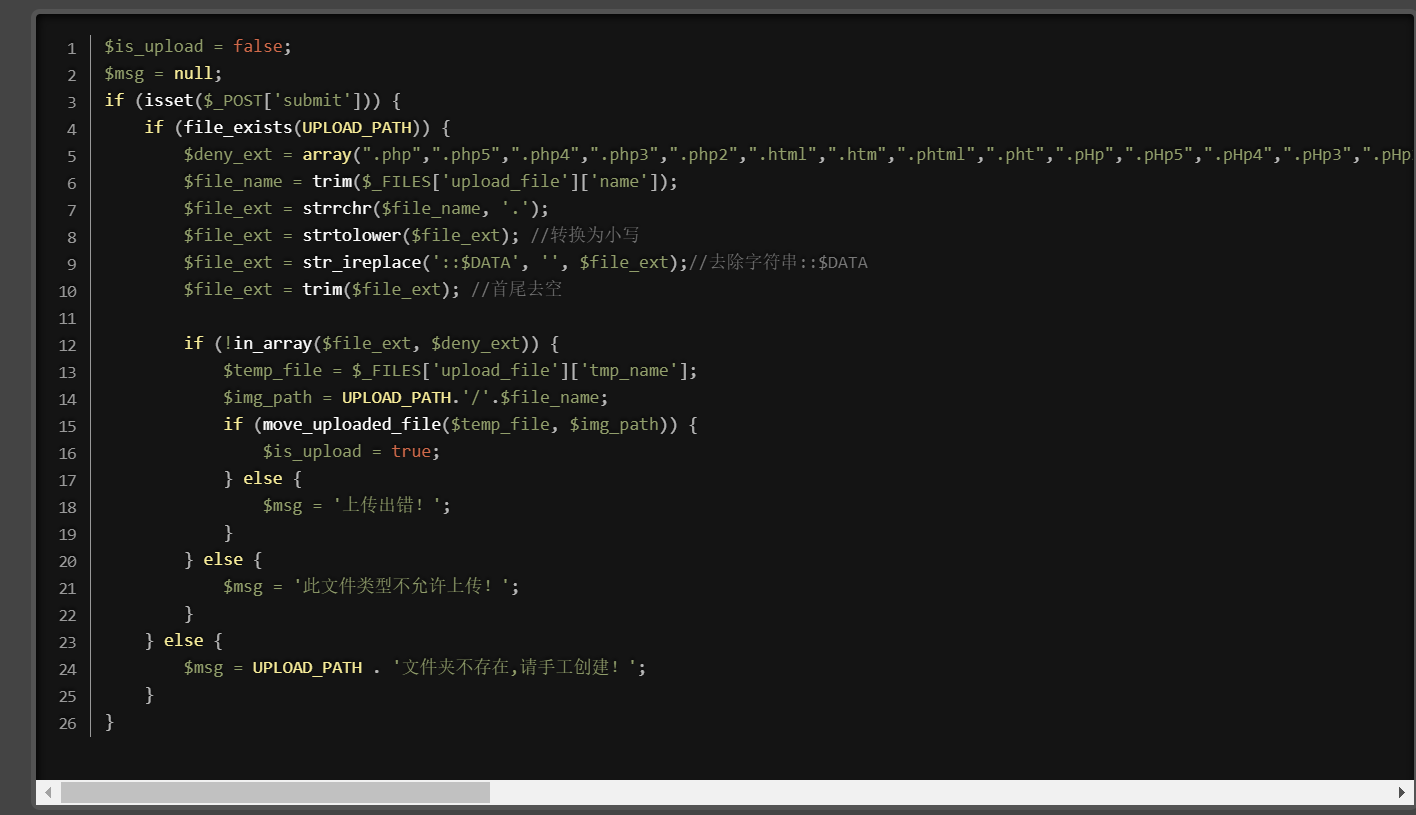 1 $is_upload = false;
2 $msg = null;
3 if (isset($_POST['submit'])) {
4 if (file_exists(UPLOAD_PATH)) {
5 $deny_ext = array(".php",".php5",".php4",".php3",".php2",".html",".htm",".phtml",".pht",".pHp",".pHp5",".pHp4",".pHp3",".pHp
6 $file_name = trim($_FILES['upload_file']['name']);
7 $file_ext = strrchr($file_name, '.');
8 $file_ext = strtolower($file_ext); //转换为小写
9 $file_ext = str_ireplace('::$DATA', '', $file_ext);//去除字符串::$DATA
10 $file_ext = trim($file_ext); //首尾去空
11
12 if (!in_array($file_ext, $deny_ext)) {
13 $temp_file = $_FILES['upload_file']['tmp_name'];
14 $img_path = UPLOAD_PATH.'/'.$file_name;
15 if (move_uploaded_file($temp_file, $img_path)) {
16 $is_upload = true;
17 } else {
18 $msg = '上传出错！';
19 }
20 } else {
21 $msg = '此文件类型不允许上传！';
22 }
23 } else {
24 $msg = UPLOAD_PATH . '文件夹不存在,请手工创建！';
25 }
26 }